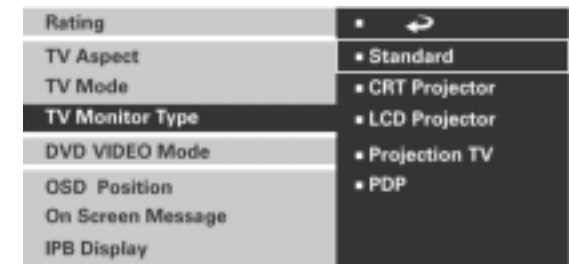 Rating
TV Aspect
TV Mode
TV Monitor Type
DVD VIDEO Mode
OSD Position
On Screen Message
IPB Display
Standard
CRT Projector
LCD Projector
Projection TV
PDP